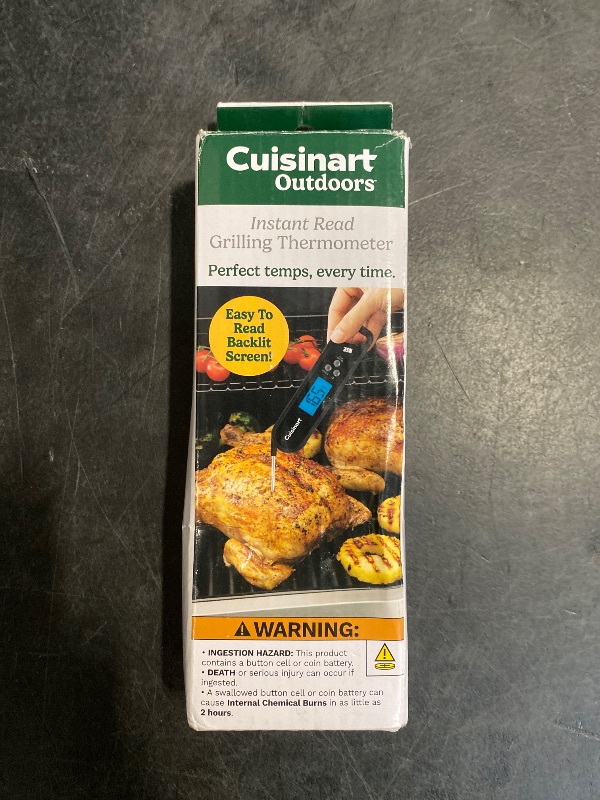 Cuisinart
Outdoors
Instant Read
Grilling Thermometer
Perfect temps, every time.
Easy To
Read
Backlit
Screen!
165
Cuisinart
⚠ WARNING:
• INGESTION HAZARD: This product
contains a button cell or coin battery.
• DEATH or serious injury can occur if
ingested.
• A swallowed button cell or coin battery can
cause Internal Chemical Burns in as little as
2 hours.